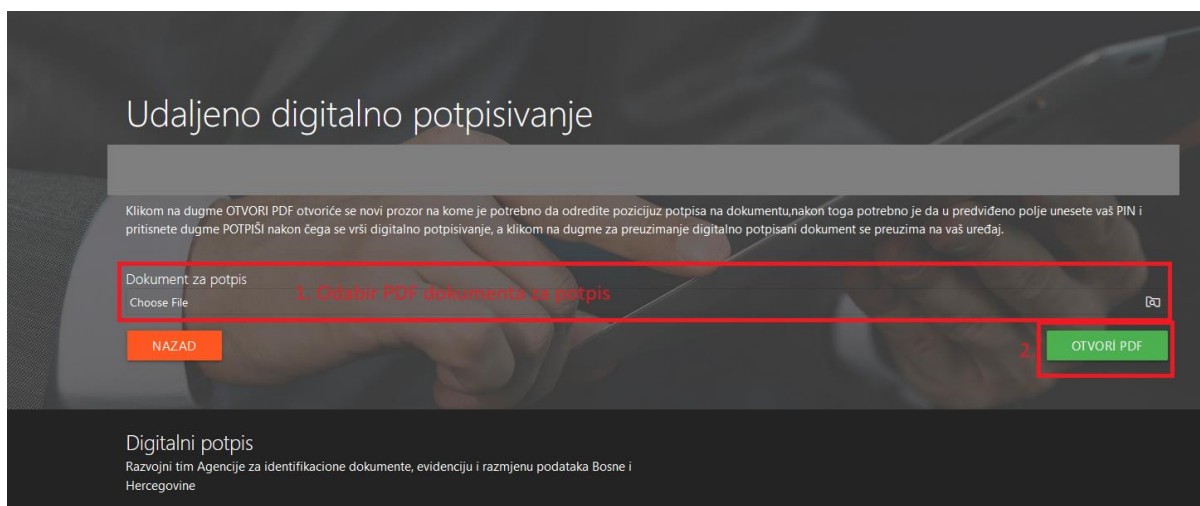 Udaljeno digitalno potpisivanje
Klikom na dugme OTVORI PDF otvoriće se novi prozor na kome je potrebno da odredite pozicijuz potpisa na dokumentu,nakon toga potrebno je da u predviđeno polje unesete vaš PIN i
pritisnete dugme POTPIŠI nakon čega se vrši digitalno potpisivanje, a klikom na dugme za preuzimanje digitalno potpisani dokument se preuzima na vaš uređaj.
Dokument za potpis
1. Odabir PDF dokumenta za potpis
Choose File
NAZAD
2.
OTVORI PDF
Digitalni potpis
Razvojni tim Agencije za identifikacione dokumente, evidenciju i razmjenu podataka Bosne i
Hercegovine